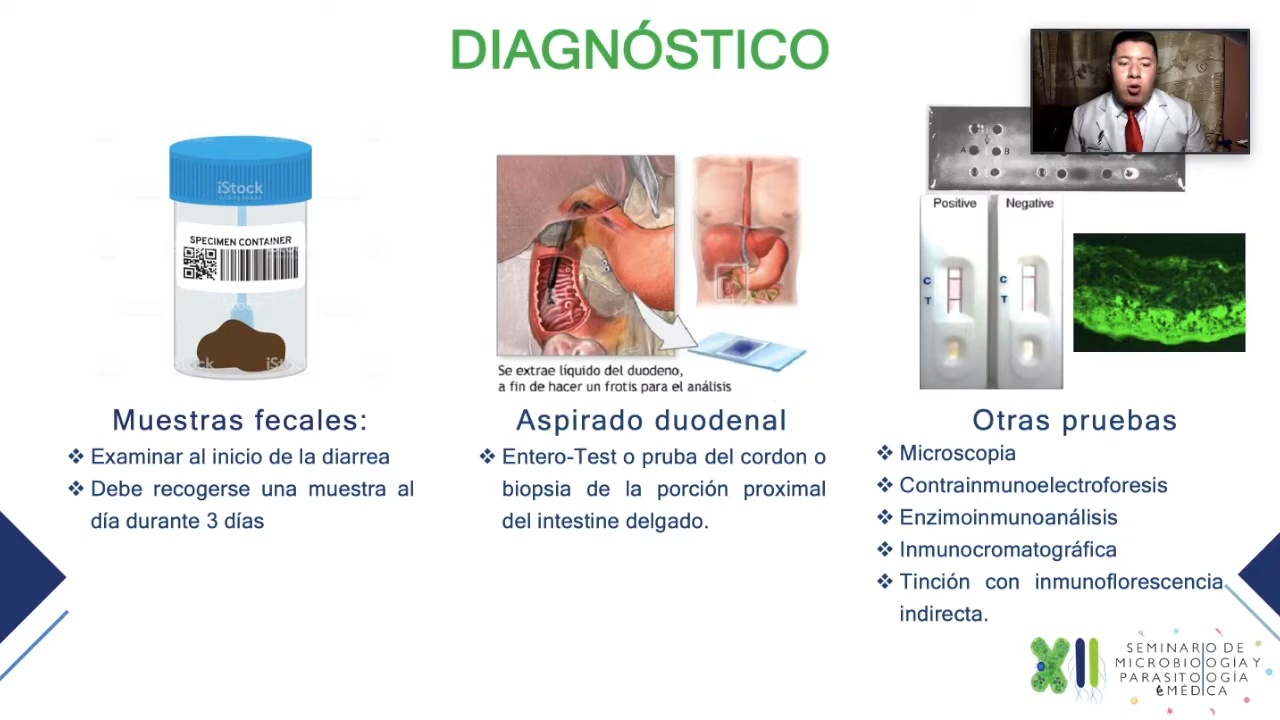 DIAGNÓSTICO
iStock
SPECIMEN CONTAINER
iStock
Se extrae líquido del duodeno,
a fin de hacer un frotis para el análisis
A
V
B
Positive
Negative
C
T
C
T
Muestras fecales:
❖ Examinar al inicio de la diarrea
❖ Debe recogerse una muestra al
día durante 3 días
Aspirado duodenal
❖ Entero-Test o pruba del cordon o
biopsia de la porción proximal
del intestine delgado.
Otras pruebas
❖ Microscopia
❖ Contrainmunoelectroforesis
❖ Enzimoinmunoanálisis
❖ Inmunocromatográfica
❖ Tinción con inmunoflorescencia
indirecta.
XII
SEMINARIO DE
MICROBIOLOGÍA Y
PARASITOLOGÍA
MÉDICA